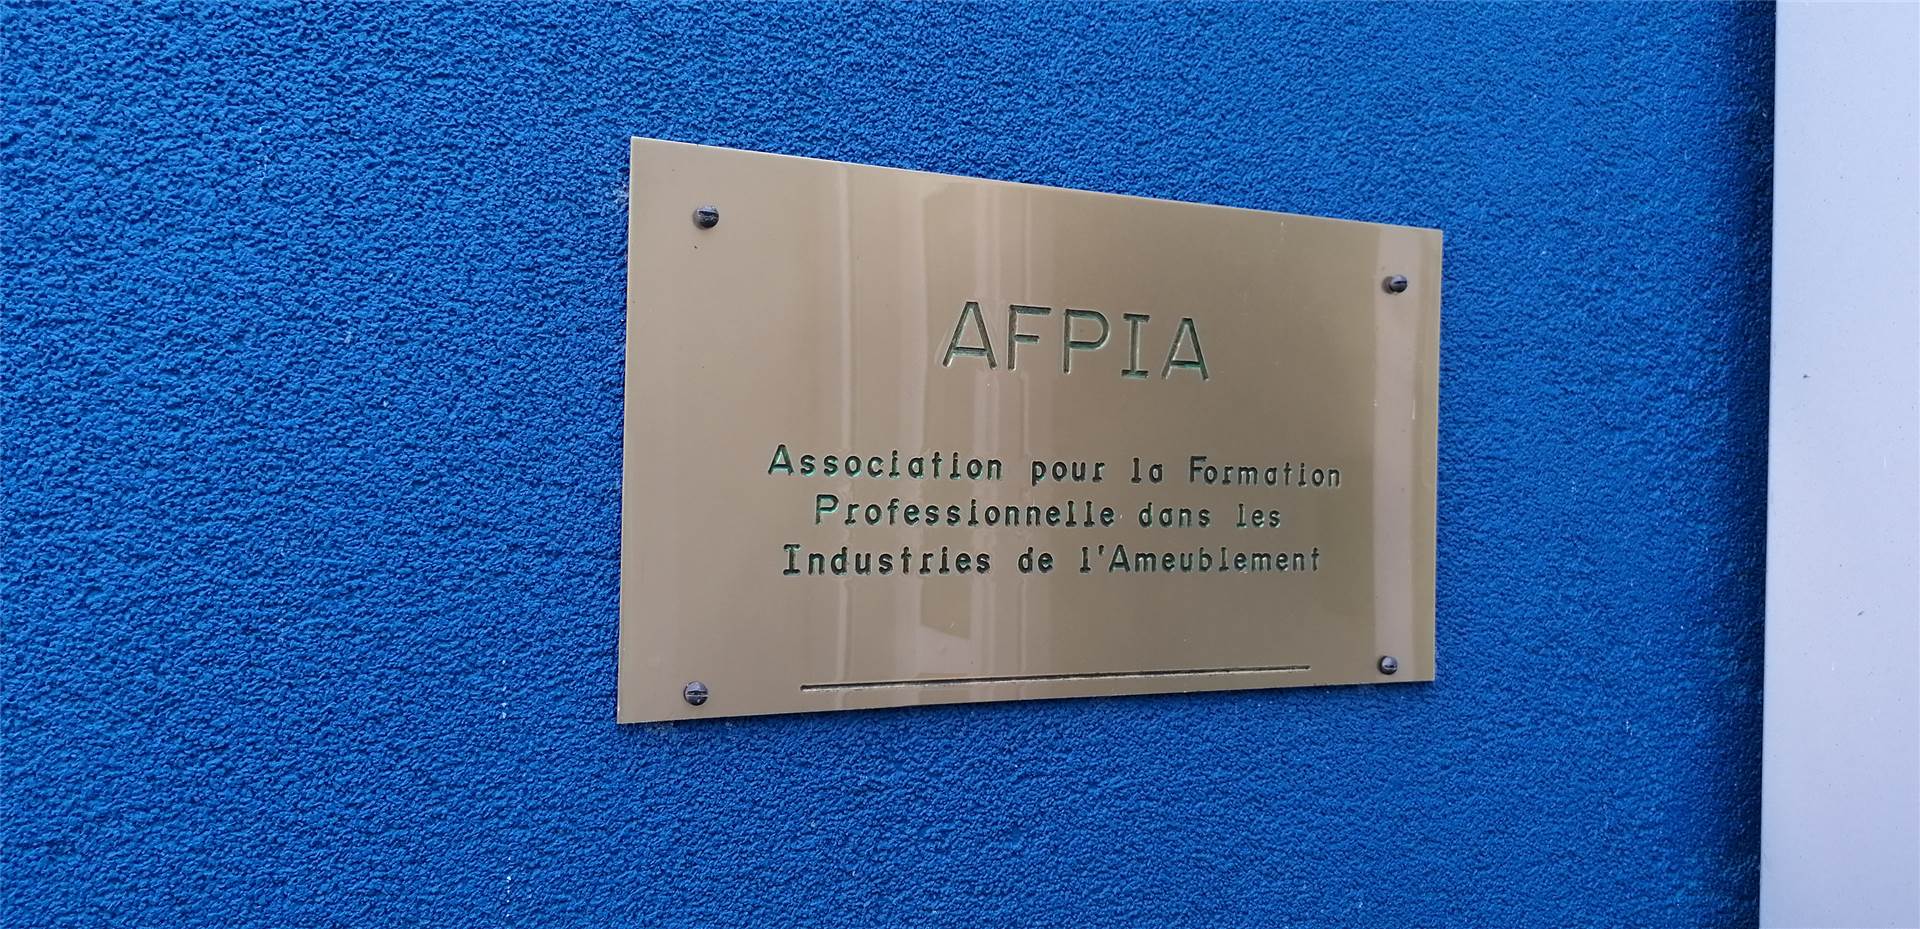 AFPIA
Association pour la Formation
Professionnelle dans les
Industries de l'Ameublement